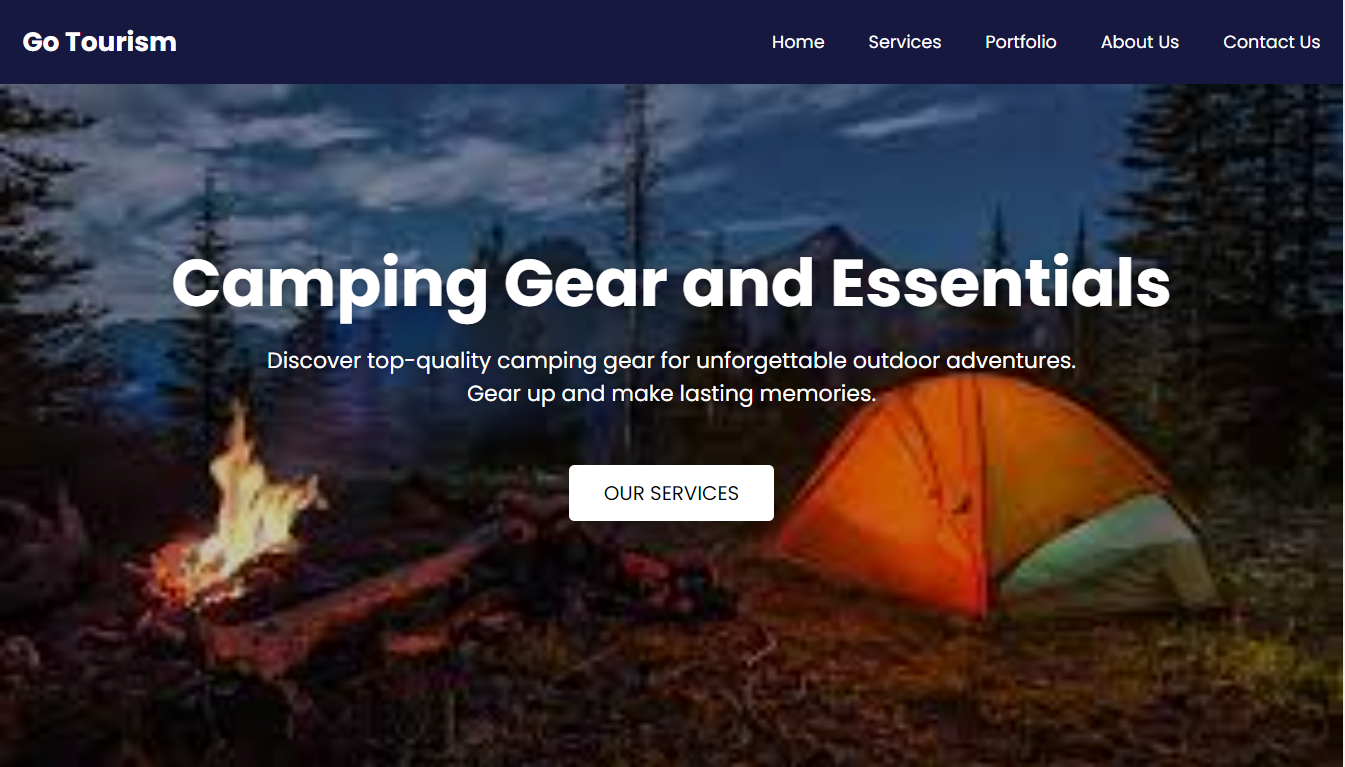 Go Tourism
Home Services Portfolio About Us Contact Us
Camping Gear and Essentials
Discover top-quality camping gear for unforgettable outdoor adventures.
Gear up and make lasting memories.
OUR SERVICES